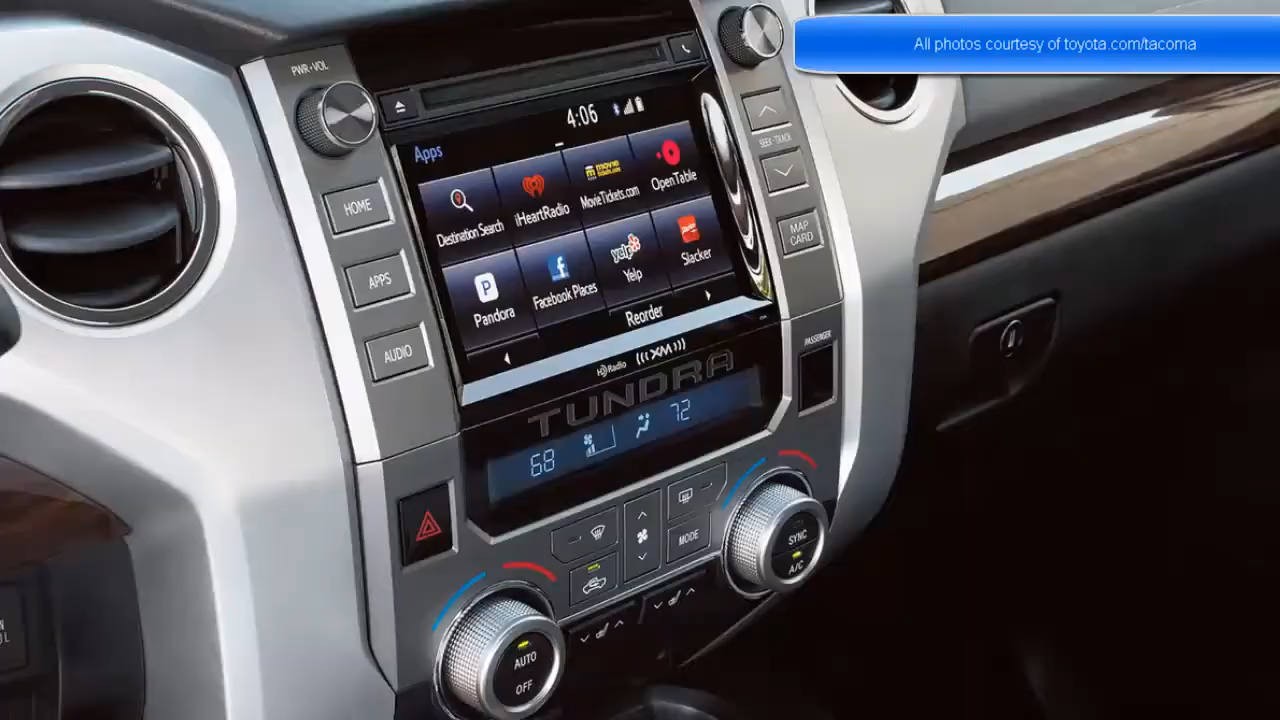 All photos courtesy of toyota.com/tacoma
PWR•VOL
4:06
Apps
SEEK•TRACK
HOME
Destination Search
iHeartRadio
MovieTickets.com
OpenTable
MAP
CARD
APPS
Pandora
Facebook Places
yelp
Yelp
Slacker
Reorder
AUDIO
HD Radio
((XM))
PASSENGER
TUNDRA
68
72
MODE
SYNC
A/C
AUTO
OFF